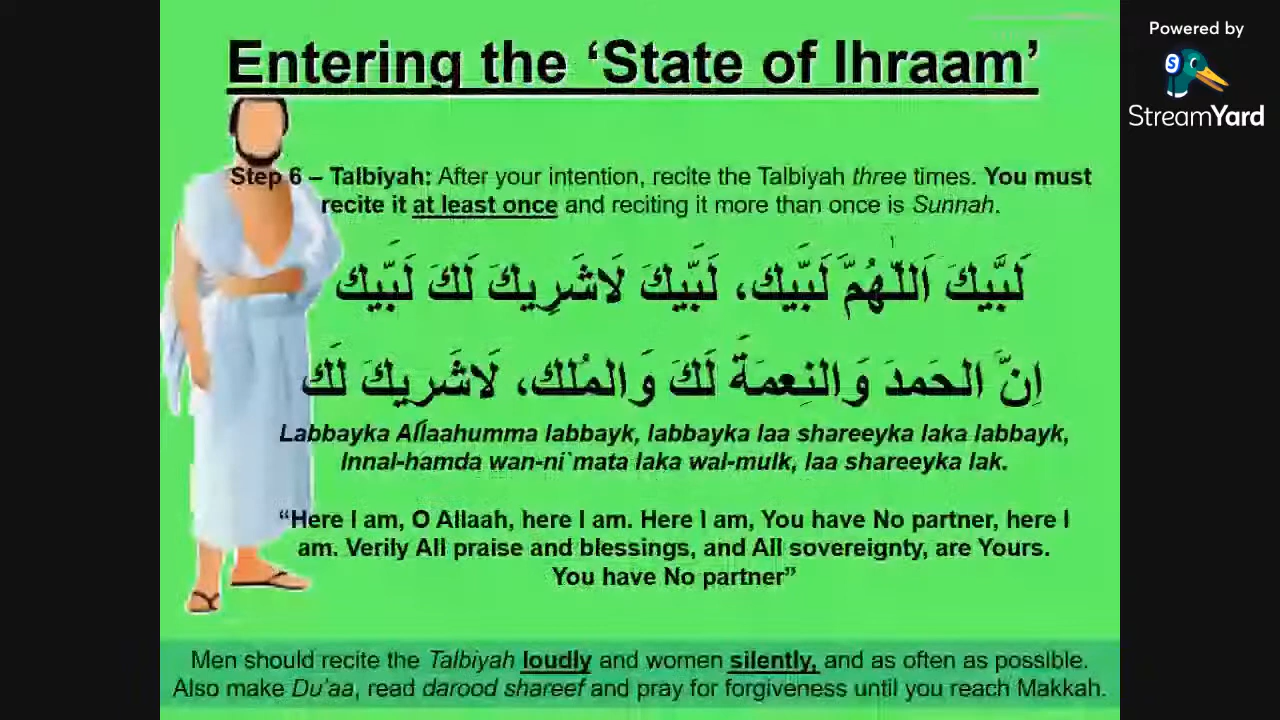 Entering the ‘State of Ihraam’
Powered by
StreamYard
Step 6 – Talbiyah: After your intention, recite the Talbiyah three times. You must
recite it at least once and reciting it more than once is Sunnah.
لَبَّيكَ اَللّٰهُمَّ لَبَّيك، لَبَّيكَ لَاشَرِيكَ لَكَ لَبَّيك
اِنَّ الحَمدَ وَالنِعمَةَ لَكَ وَالمُلك، لَاشَريكَ لَك
Labbayka Allaahumma labbayk, labbayka laa shareeyka laka labbayk,
Innal-hamda wan-ni`mata laka wal-mulk, laa shareeyka lak.
“Here I am, O Allaah, here I am. Here I am, You have No partner, here I
am. Verily All praise and blessings, and All sovereignty, are Yours.
You have No partner”
Men should recite the Talbiyah loudly and women silently, and as often as possible.
Also make Du’aa, read darood shareef and pray for forgiveness until you reach Makkah.